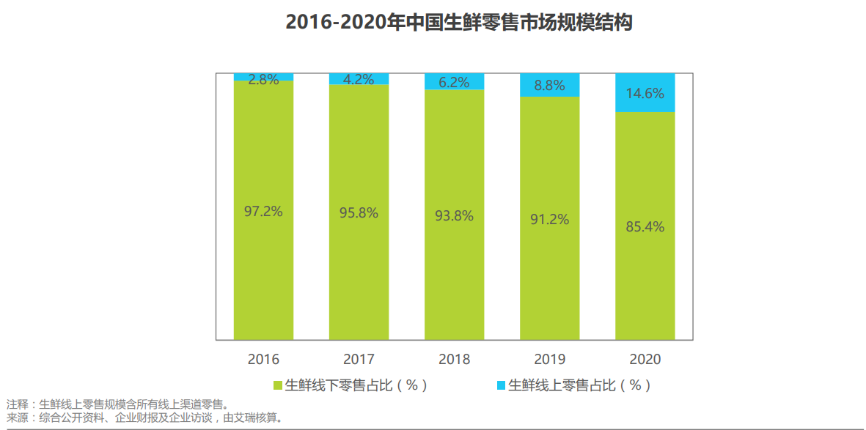 2016-2020年中国生鲜零售市场规模结构
2.8% 4.2% 6.2% 8.8% 14.6%
97.2% 95.8% 93.8% 91.2% 85.4%
2016 2017 2018 2019 2020
生鲜线下零售占比（%） 生鲜线上零售占比（%）
注释：生鲜线上零售规模含所有线上渠道零售。
来源：综合公开资料、企业财报及企业访谈，由艾瑞核算。